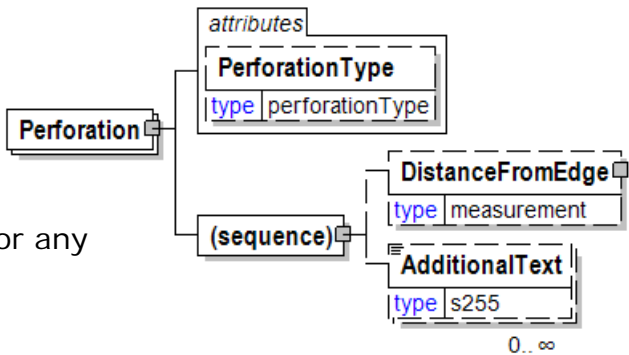 attributes
PerforationType
type perforationType
Perforation
DistanceFromEdge
type measurement
or any
(sequence)
AdditionalText
type s255
0.. ∞